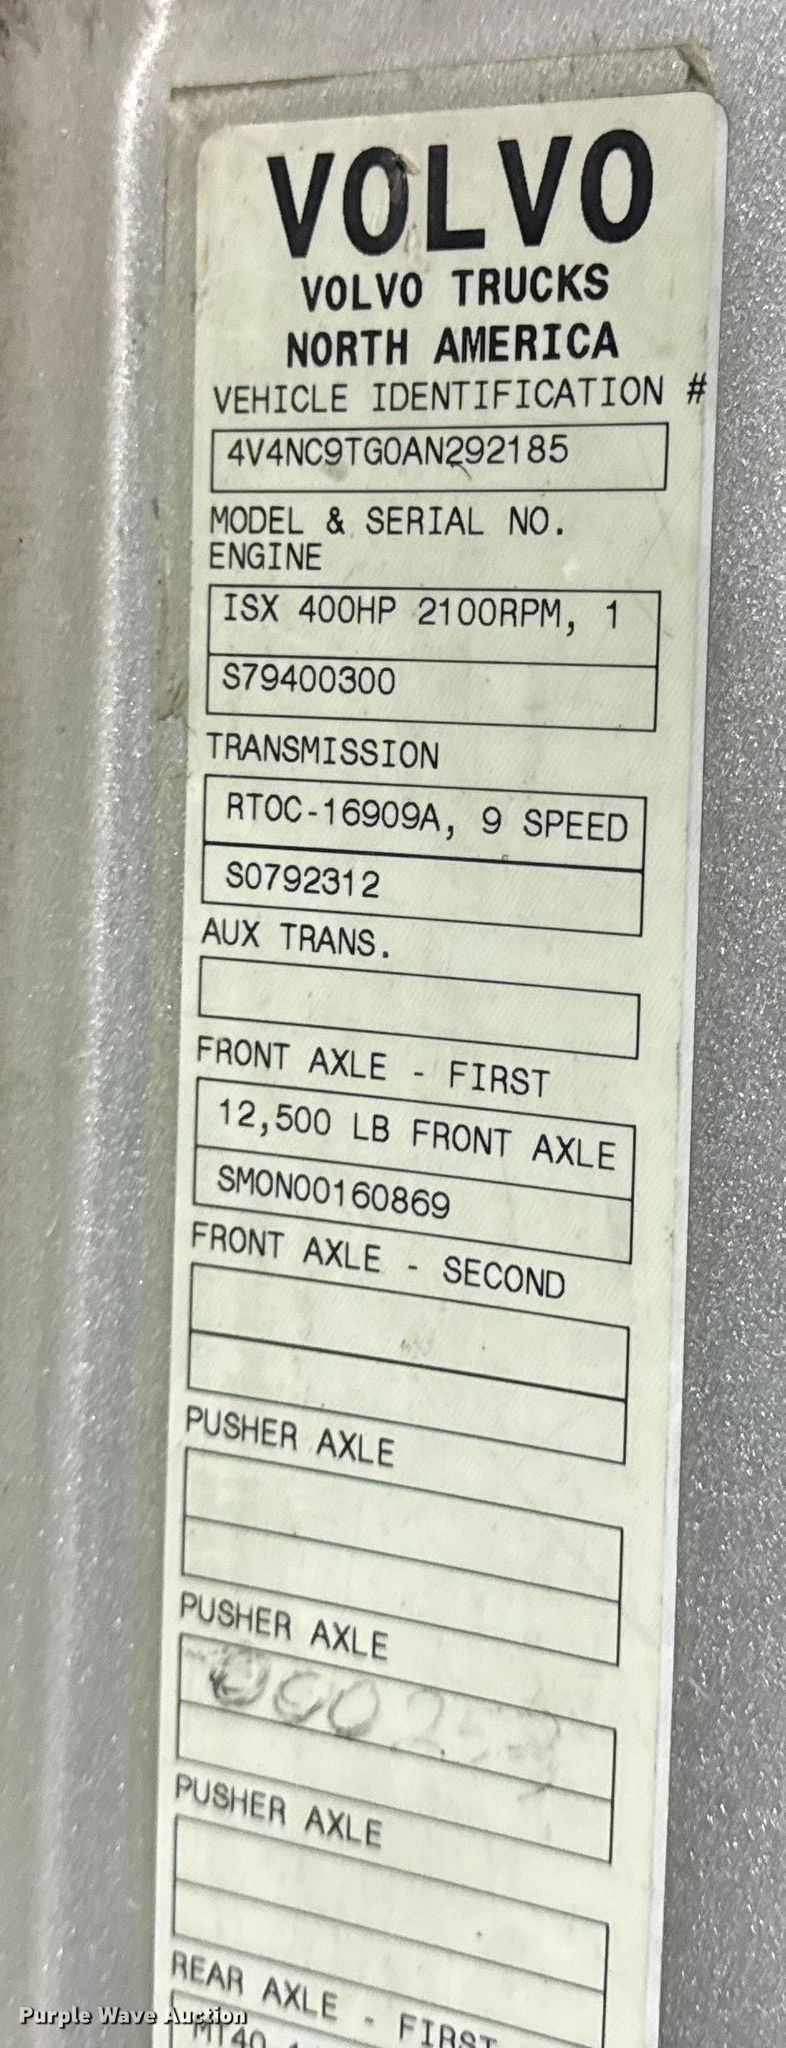 VOLVO
VOLVO TRUCKS
NORTH AMERICA
VEHICLE IDENTIFICATION #
4V4NC9TG0AN292185
MODEL & SERIAL NO.
ENGINE
ISX 400HP 2100RPM, 1
S79400300
TRANSMISSION
RTOC-16909A, 9 SPEED
S0792312
AUX TRANS.
FRONT AXLE - FIRST
12,500 LB FRONT AXLE
SMON00160869
FRONT AXLE - SECOND
PUSHER AXLE
PUSHER AXLE
PUSHER AXLE
REAR AXLE - FIRST
Purple Wave Auction